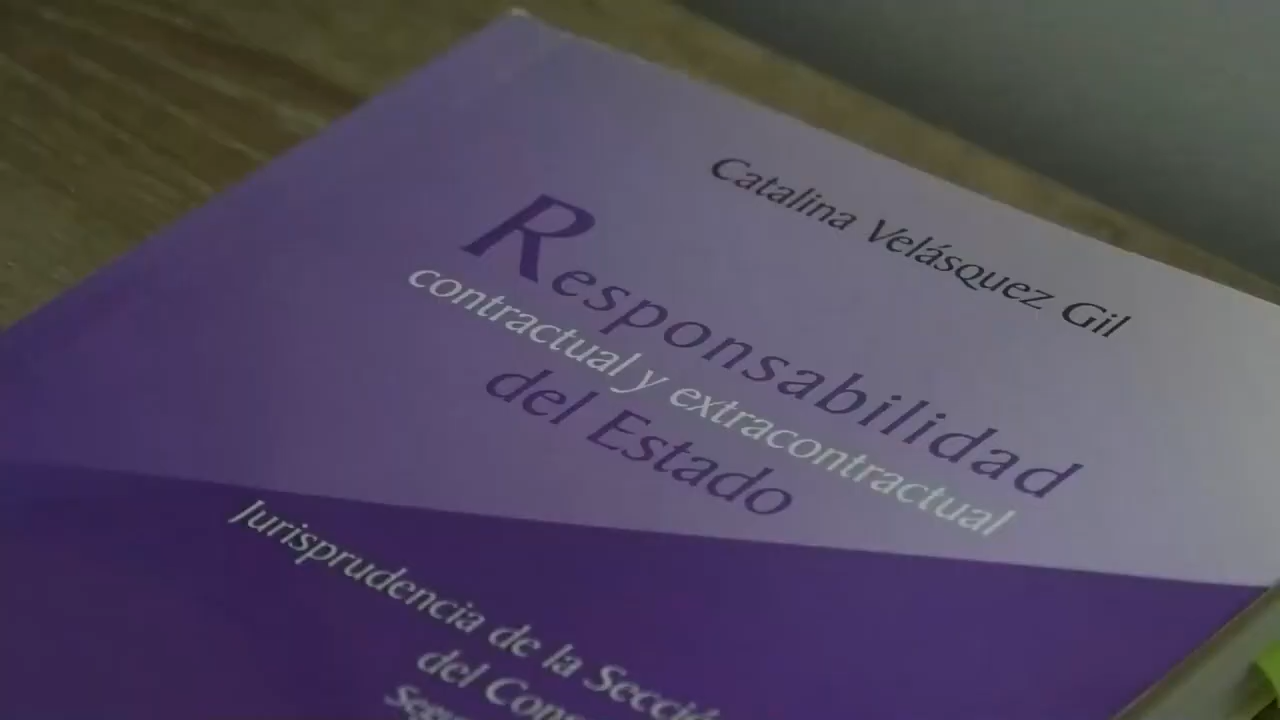 Catalina Velásquez Gil
Responsabilidad
contractual y extracontractual
del Estado
Jurisprudencia de la
del